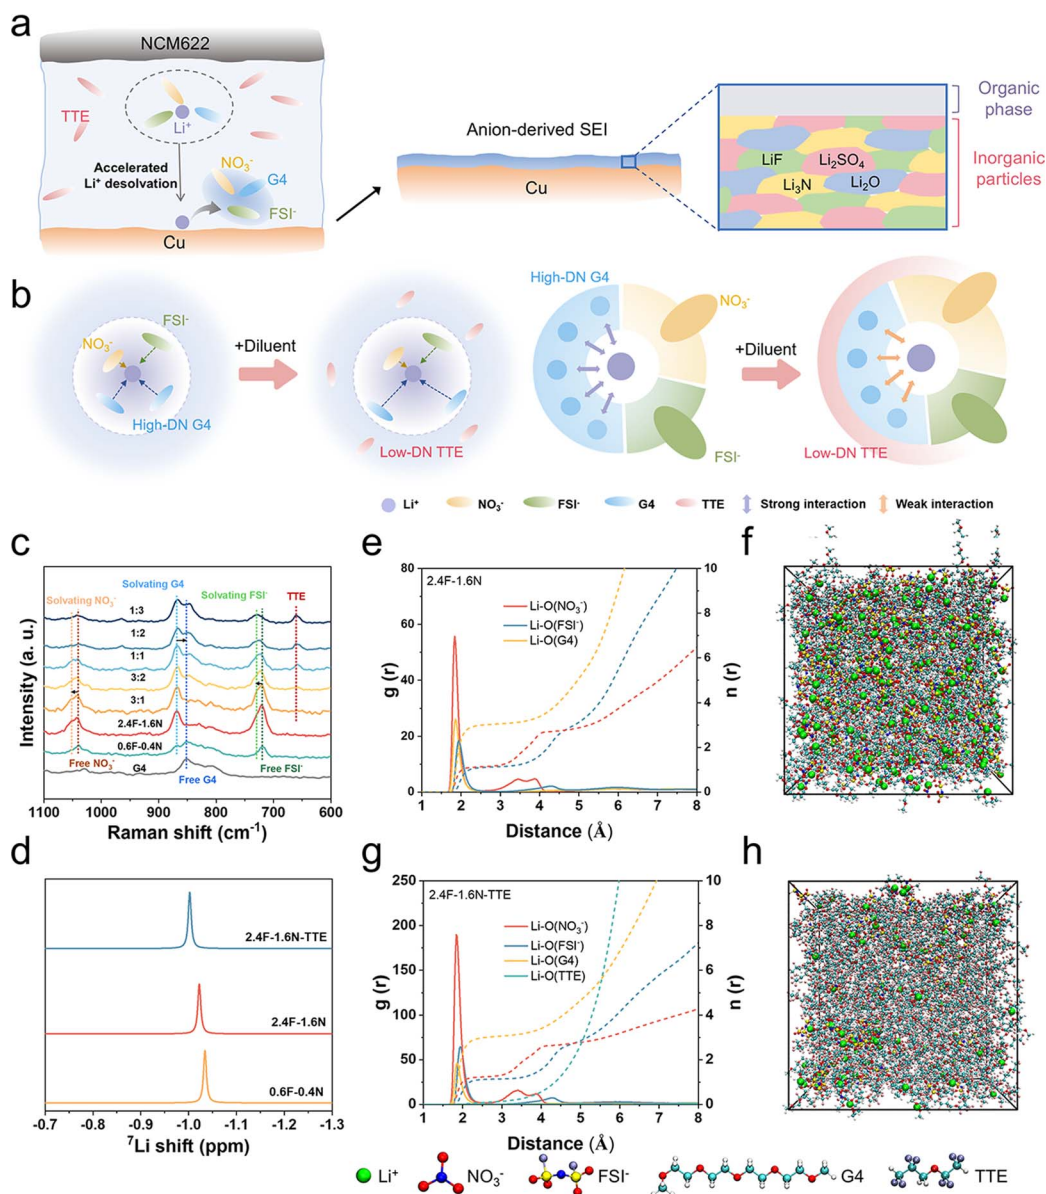 a
NCM622
TTE
Li⁺
Accelerated
Li⁺ desolvation
NO₃⁻
G4
FSI⁻
Cu
Anion-derived SEI
Cu
LiF
Li₂SO₄
Li₃N
Li₂O
Organic
phase
Inorganic
particles
b
FSI⁻
NO₃⁻
High-DN G4
+Diluent
Low-DN TTE
High-DN G4
NO₃⁻
FSI⁻
+Diluent
Low-DN TTE
Li⁺ NO₃⁻ FSI⁻ G4 TTE Strong interaction Weak interaction
c
Solvating NO₃⁻
Solvating G4
Solvating FSI⁻
TTE
1:3
1:2
1:1
3:2
3:1
2.4F-1.6N
0.6F-0.4N
G4
Free NO₃⁻
Free G4
Free FSI⁻
Intensity (a. u.)
1100 1000 900 800 700 600
Raman shift (cm⁻¹)
d
2.4F-1.6N-TTE
2.4F-1.6N
0.6F-0.4N
-0.7 -0.8 -0.9 -1.0 -1.1 -1.2 -1.3
⁷Li shift (ppm)
e
2.4F-1.6N
Li-O(NO₃⁻)
Li-O(FSI⁻)
Li-O(G4)
g (r)
80
60
40
20
0
n (r)
10
8
6
4
2
0
1 2 3 4 5 6 7 8
Distance (Å)
f
g
2.4F-1.6N-TTE
Li-O(NO₃⁻)
Li-O(FSI⁻)
Li-O(G4)
Li-O(TTE)
g (r)
250
200
150
100
50
0
n (r)
10
8
6
4
2
0
1 2 3 4 5 6 7 8
Distance (Å)
h
Li⁺ NO₃⁻ FSI⁻ G4 TTE